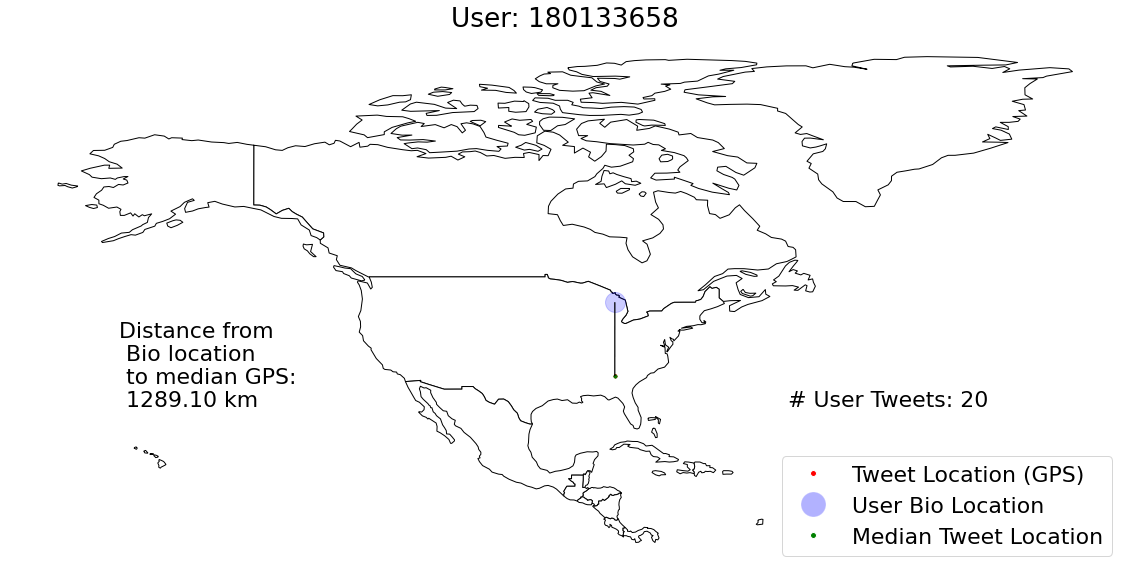 User: 180133658
Distance from
Bio location
to median GPS:
1289.10 km
# User Tweets: 20
Tweet Location (GPS)
User Bio Location
Median Tweet Location